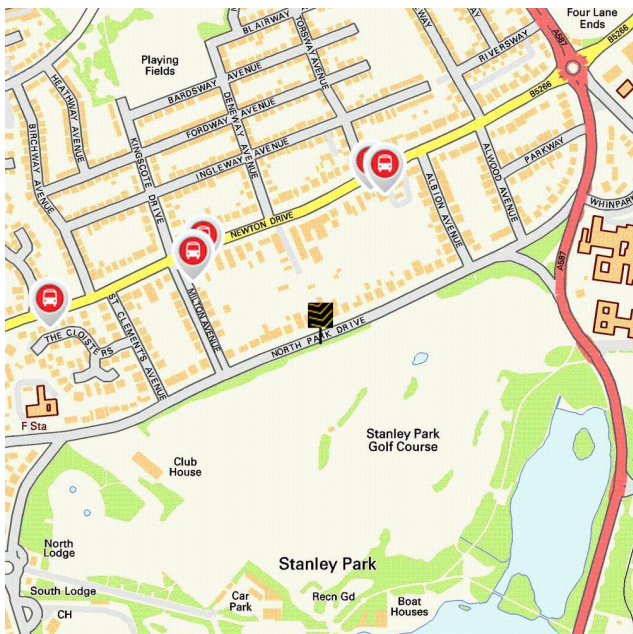 Four Lane
Ends
A587
B5266
BLAIRWAY AVENUE
TORSWAY AVENUE
RIVERSWAY
Playing
Fields
BARDSWAY AVENUE
DENEWAY AVENUE
HEATHWAY AVENUE
B5266
FORDWAY AVENUE
BIRCHWAY AVENUE
KINGSCOTE DRIVE
INGLEWAY AVENUE
PARKWAY
ALWOOD AVENUE
ALBION AVENUE
WHINPARK
NEWTON DRIVE
A587
MILTON AVENUE
ST. CLEMENT'S AVENUE
THE CLOISTERS
NORTH PARK DRIVE
F Sta
Stanley Park
Golf Course
Club
House
North
Lodge
Stanley Park
South Lodge
Car
Park
Recn Gd
Boat
Houses
CH